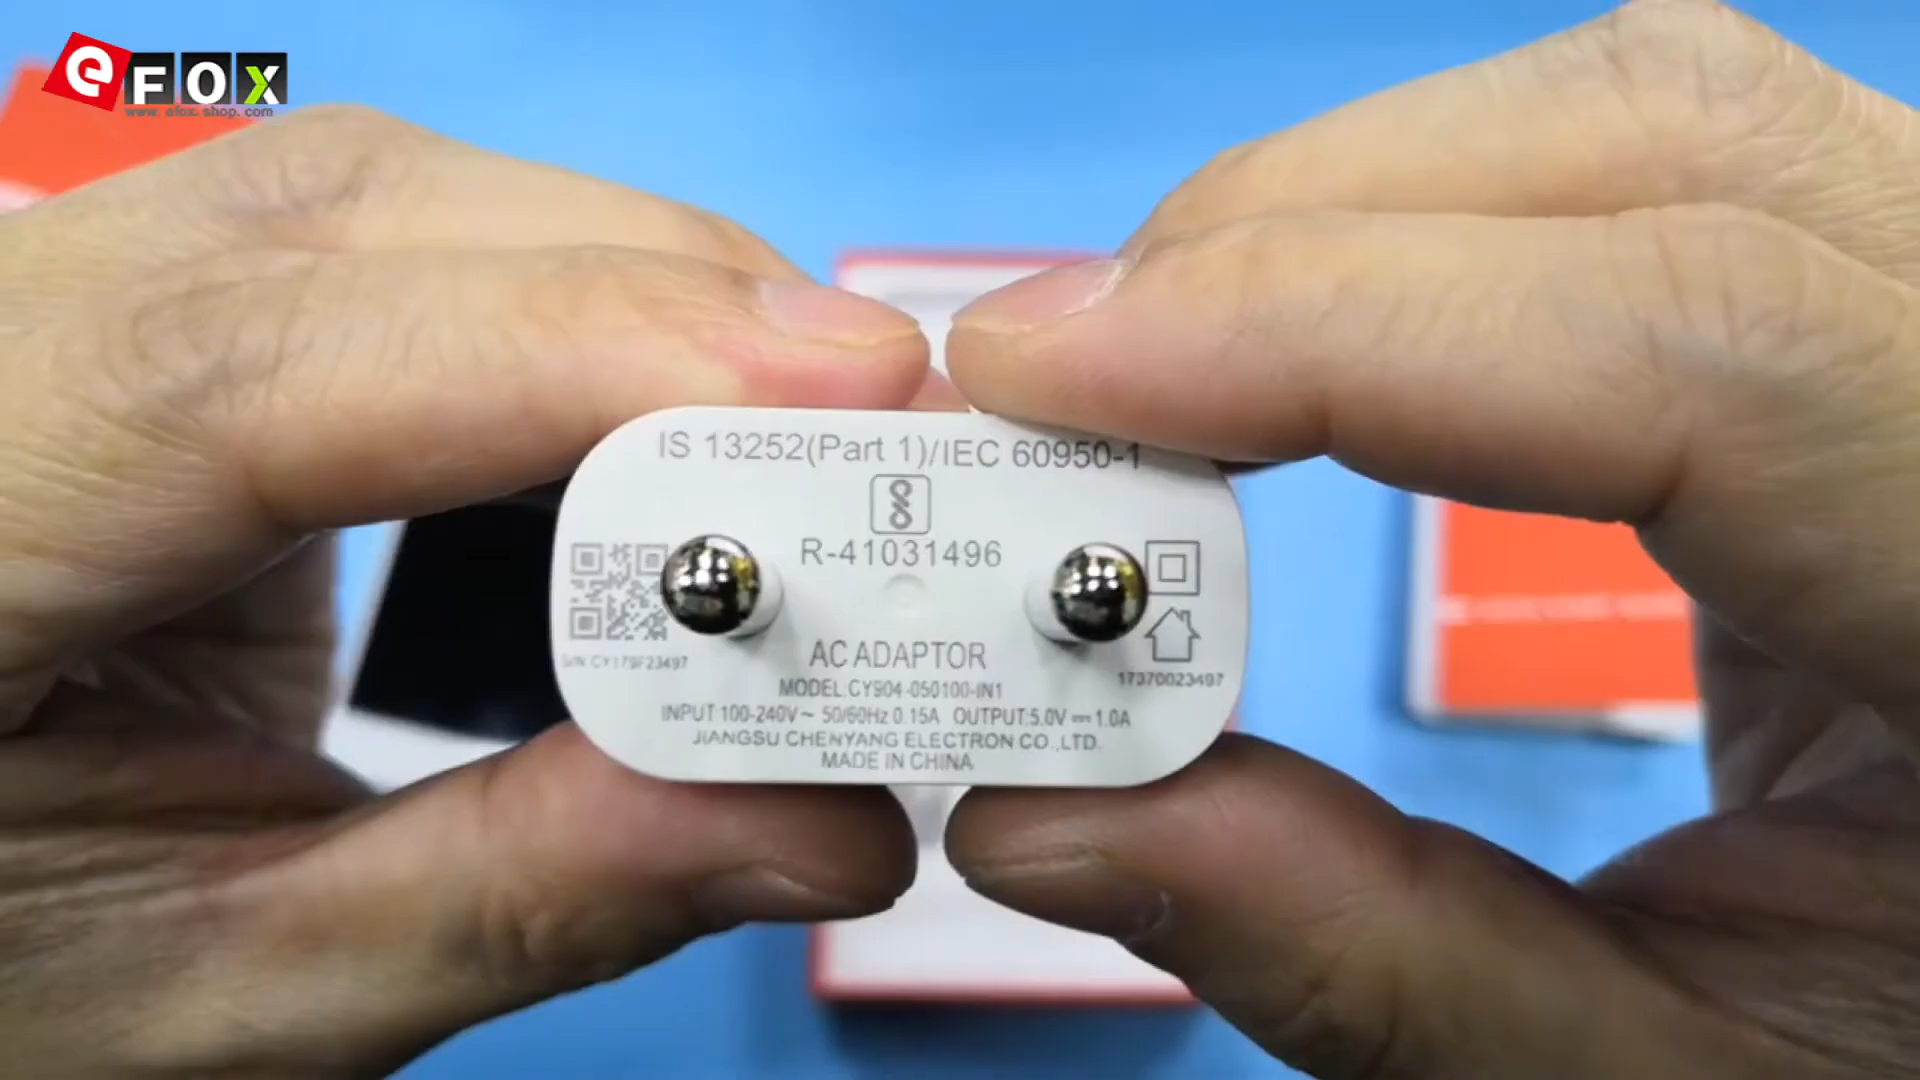 eFOX
www. efox. shop. com
IS 13252(Part 1)/IEC 60950-1
R-41031496
S/N:CY179F23497
AC ADAPTOR
MODEL:CY904-050100-IN1
17370023497
INPUT:100-240V~ 50/60Hz 0.15A OUTPUT:5.0V⎓1.0A
JIANGSU CHENYANG ELECTRON CO.,LTD.
MADE IN CHINA